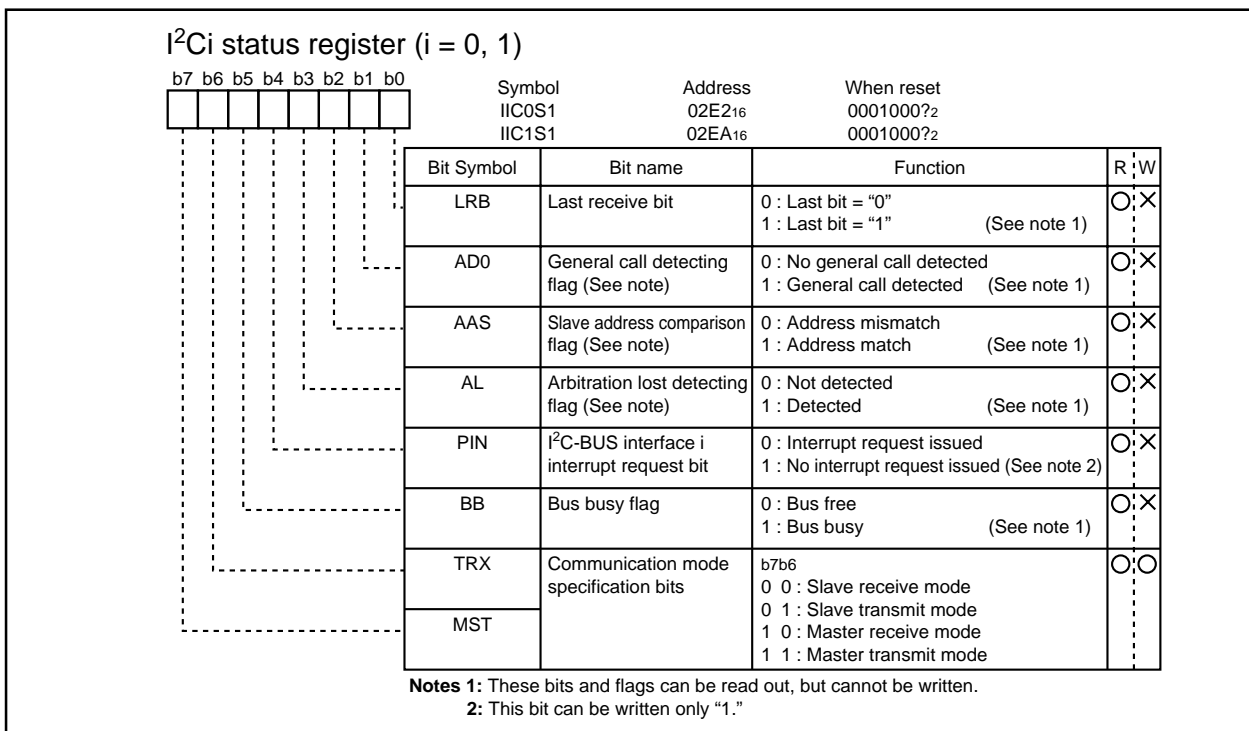 I²Ci status register (i = 0, 1)
b7 b6 b5 b4 b3 b2 b1 b0
Symbol Address When reset
IIC0S1 02E2₁₆ 0001000?₂
IIC1S1 02EA₁₆ 0001000?₂
Bit Symbol Bit name Function R W
LRB Last receive bit 0 : Last bit = “0” ○ ×
1 : Last bit = “1” (See note 1)
AD0 General call detecting 0 : No general call detected ○ ×
flag (See note) 1 : General call detected (See note 1)
AAS Slave address comparison 0 : Address mismatch ○ ×
flag (See note) 1 : Address match (See note 1)
AL Arbitration lost detecting 0 : Not detected ○ ×
flag (See note) 1 : Detected (See note 1)
PIN I²C-BUS interface i 0 : Interrupt request issued ○ ×
interrupt request bit 1 : No interrupt request issued (See note 2)
BB Bus busy flag 0 : Bus free ○ ×
1 : Bus busy (See note 1)
TRX Communication mode b7b6 ○ ○
specification bits 0 0 : Slave receive mode
0 1 : Slave transmit mode
MST 1 0 : Master receive mode
1 1 : Master transmit mode
Notes 1: These bits and flags can be read out, but cannot be written.
2: This bit can be written only “1.”